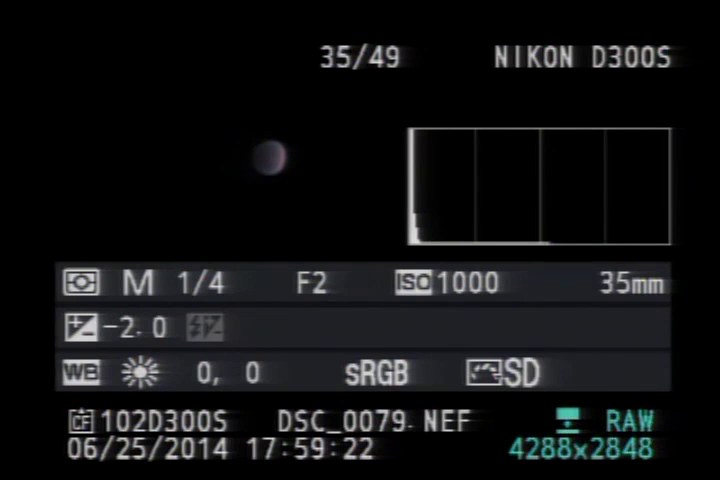 35/49 NIKON D300S
M 1/4 F2 ISO 1000 35mm
-2.0
WB 0, 0 sRGB SD
CF 102D300S DSC_0079.NEF RAW
06/25/2014 17:59:22 4288x2848